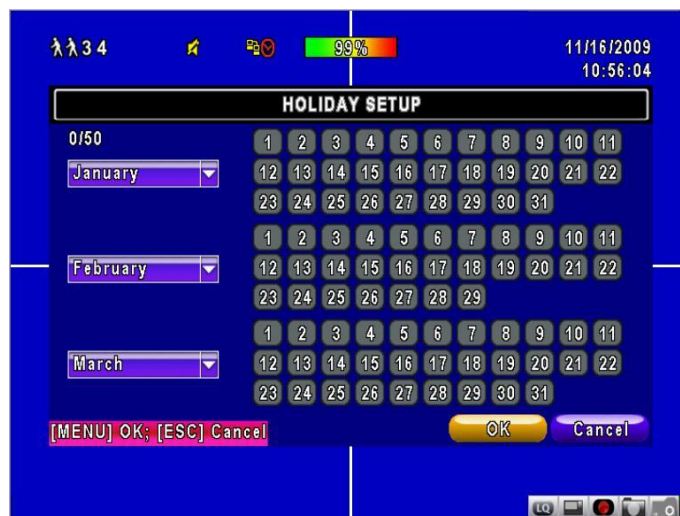 34 99% 11/16/2009
10:56:04
HOLIDAY SETUP
0/50
January
1 2 3 4 5 6 7 8 9 10 11
12 13 14 15 16 17 18 19 20 21 22
23 24 25 26 27 28 29 30 31
February
1 2 3 4 5 6 7 8 9 10 11
12 13 14 15 16 17 18 19 20 21 22
23 24 25 26 27 28 29
March
1 2 3 4 5 6 7 8 9 10 11
12 13 14 15 16 17 18 19 20 21 22
23 24 25 26 27 28 29 30 31
[MENU] OK; [ESC] Cancel
OK Cancel
LQ